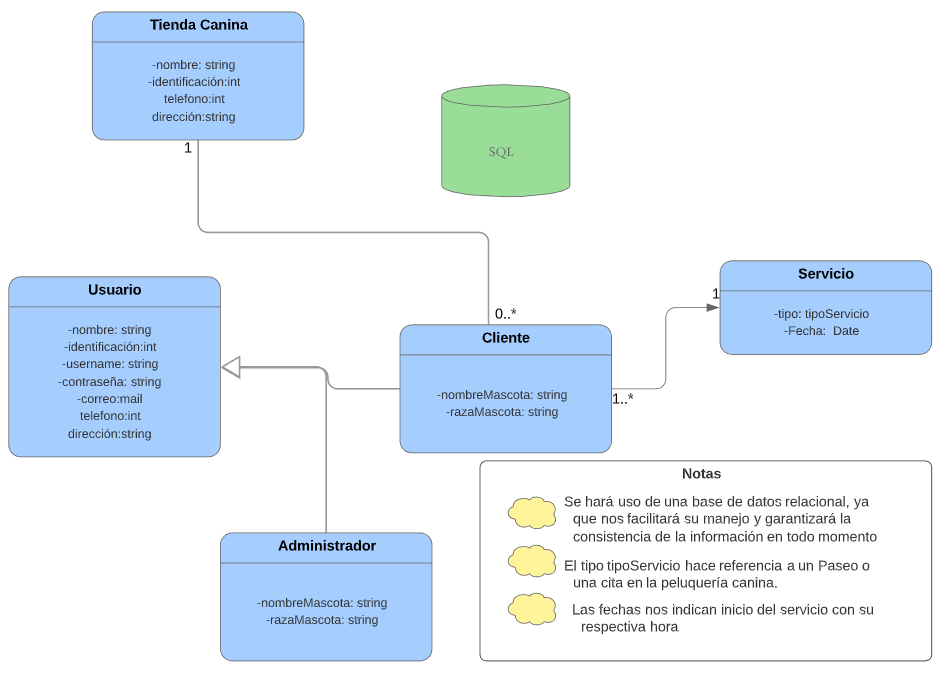 Tienda Canina
-nombre: string
-identificación:int
telefono:int
dirección:string
1
SQL
Usuario
-nombre: string
-identificación:int
-username: string
-contraseña: string
-correo:mail
telefono:int
dirección:string
0..*
Cliente
-nombreMascota: string
-razaMascota: string
1..*
1
Servicio
-tipo: tipoServicio
-Fecha:  Date
Administrador
-nombreMascota: string
-razaMascota: string
Notas
Se hará uso de una base de datos relacional, ya
que nos facilitará su manejo y garantizará la
consistencia de la información en todo momento
El tipo tipoServicio hace referencia a un Paseo o
una cita en la peluquería canina.
Las fechas nos indican inicio del servicio con su
respectiva hora